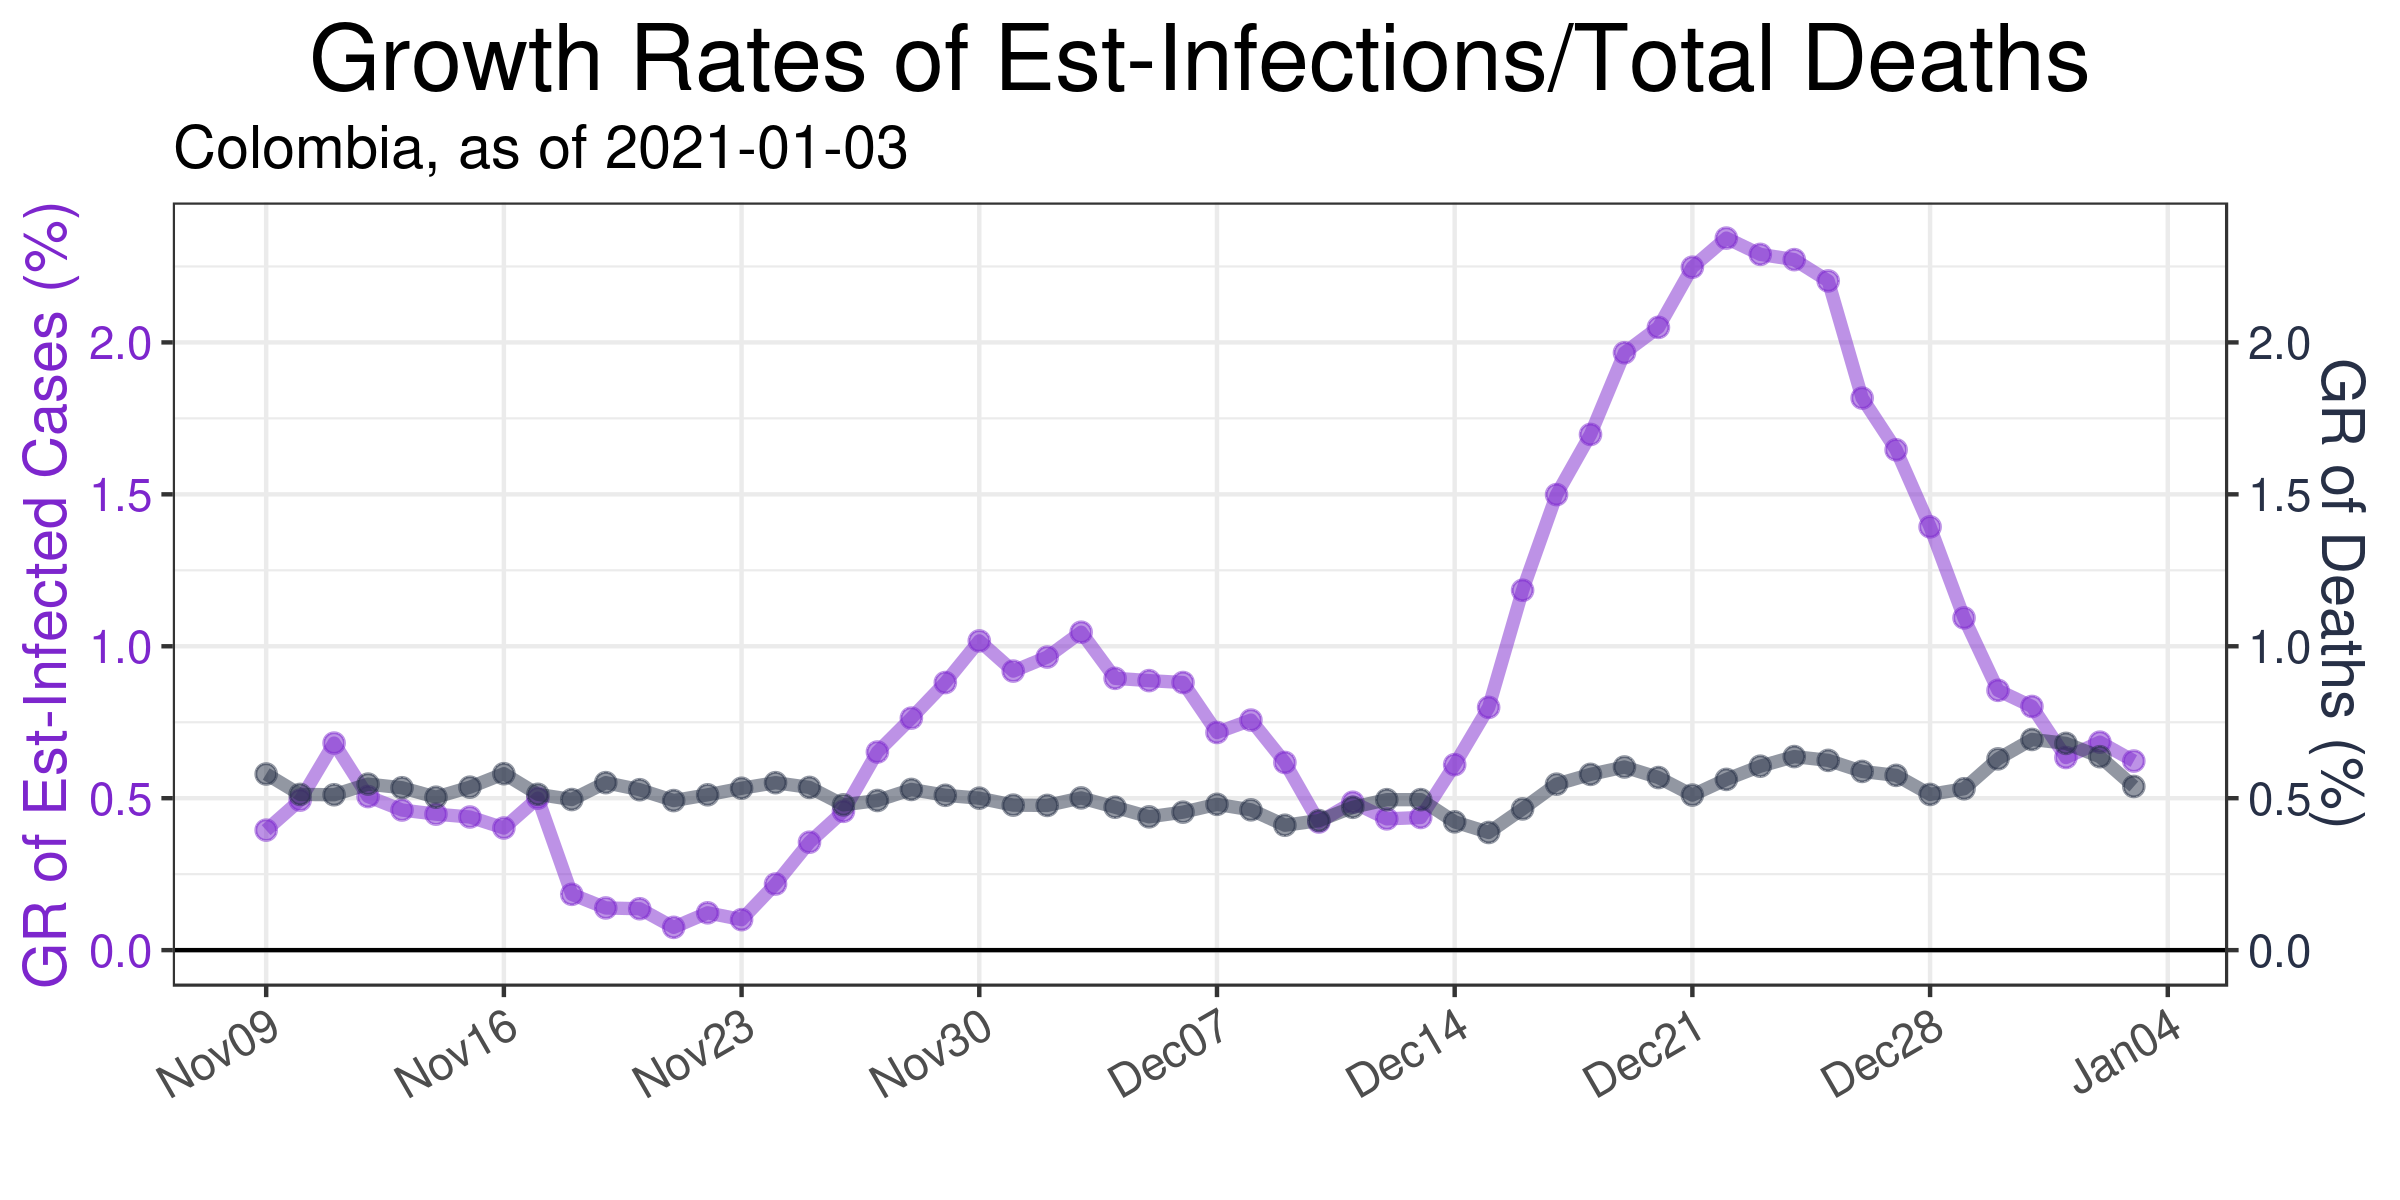 Growth Rates of Est-Infections/Total Deaths
Colombia, as of 2021-01-03
GR of Est-Infected Cases (%)
2.0
1.5
1.0
0.5
0.0
2.0
1.5
1.0
0.5
0.0
GR of Deaths (%)
Nov09
Nov16
Nov23
Nov30
Dec07
Dec14
Dec21
Dec28
Jan04